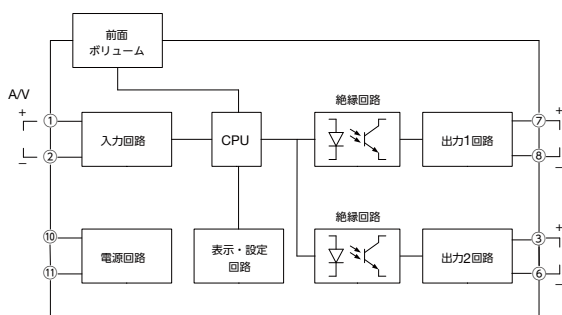 前面
ボリューム
A/V
+
①
②
−
入力回路
CPU
絶縁回路
出力1回路
+
⑦
⑧
−
⑩
⑪
電源回路
表示・設定
回路
絶縁回路
出力2回路
+
③
⑥
−